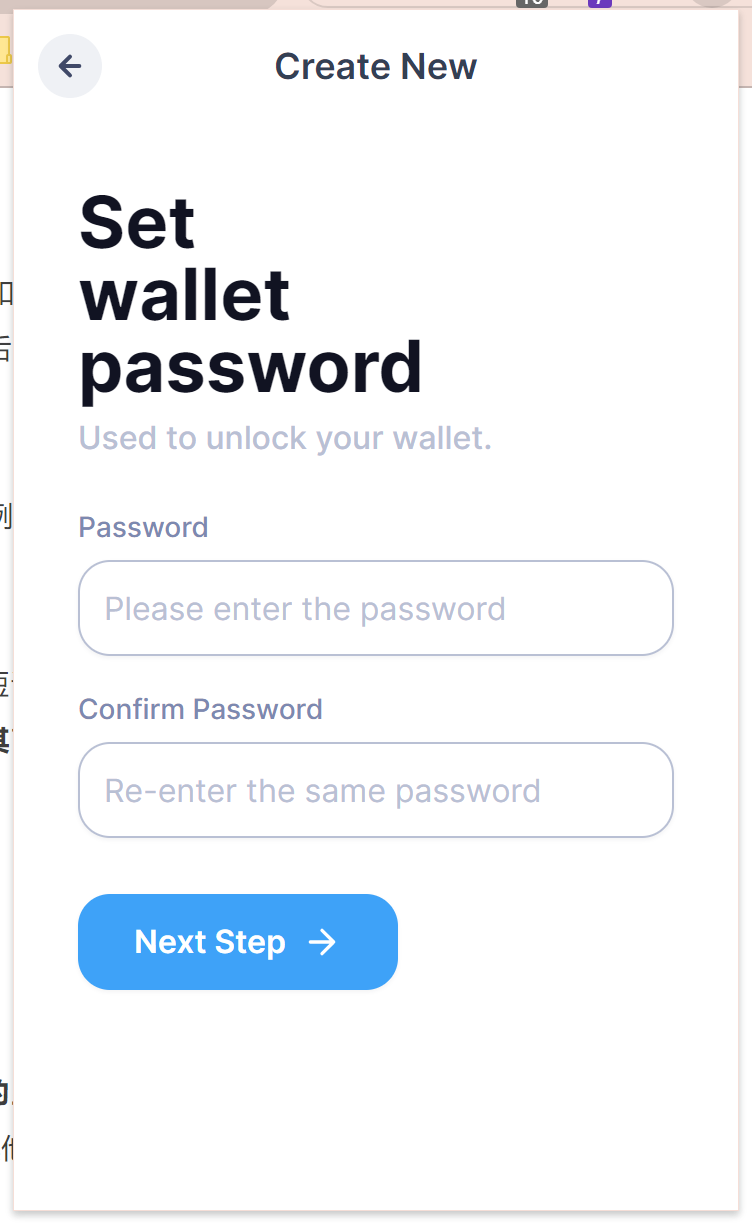 Create New
Set
wallet
password
Used to unlock your wallet.
Password
Please enter the password
Confirm Password
Re-enter the same password
Next Step